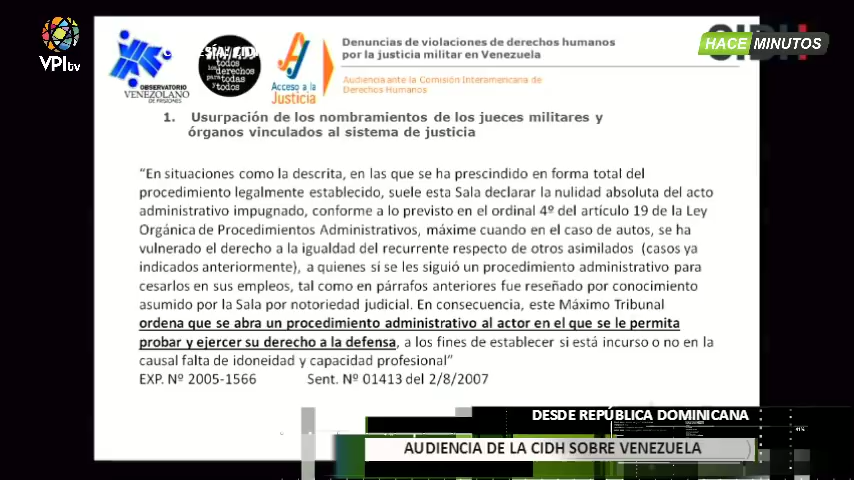 VPItv
HACE MINUTOS
OBSERVATORIO
VENEZOLANO
DE PRISIONES
todos
los derechos
para todas
y todos
Acceso a la
Justicia
Denuncias de violaciones de derechos humanos
por la justicia militar en Venezuela
Audiencia ante la Comisión Interamericana de
Derechos Humanos
1. Usurpación de los nombramientos de los jueces militares y
órganos vinculados al sistema de justicia
“En situaciones como la descrita, en las que se ha prescindido en forma total del
procedimiento legalmente establecido, suele esta Sala declarar la nulidad absoluta del acto
administrativo impugnado, conforme a lo previsto en el ordinal 4º del artículo 19 de la Ley
Orgánica de Procedimientos Administrativos, máxime cuando en el caso de autos, se ha
vulnerado el derecho a la igualdad del recurrente respecto de otros asimilados (casos ya
indicados anteriormente), a quienes sí se les siguió un procedimiento administrativo para
cesarlos en sus empleos, tal como en párrafos anteriores fue reseñado por conocimiento
asumido por la Sala por notoriedad judicial. En consecuencia, este Máximo Tribunal
ordena que se abra un procedimiento administrativo al actor en el que se le permita
probar y ejercer su derecho a la defensa, a los fines de establecer si está incurso o no en la
causal falta de idoneidad y capacidad profesional”
EXP. Nº 2005-1566 Sent. Nº 01413 del 2/8/2007
DESDE REPÚBLICA DOMINICANA
AUDIENCIA DE LA CIDH SOBRE VENEZUELA